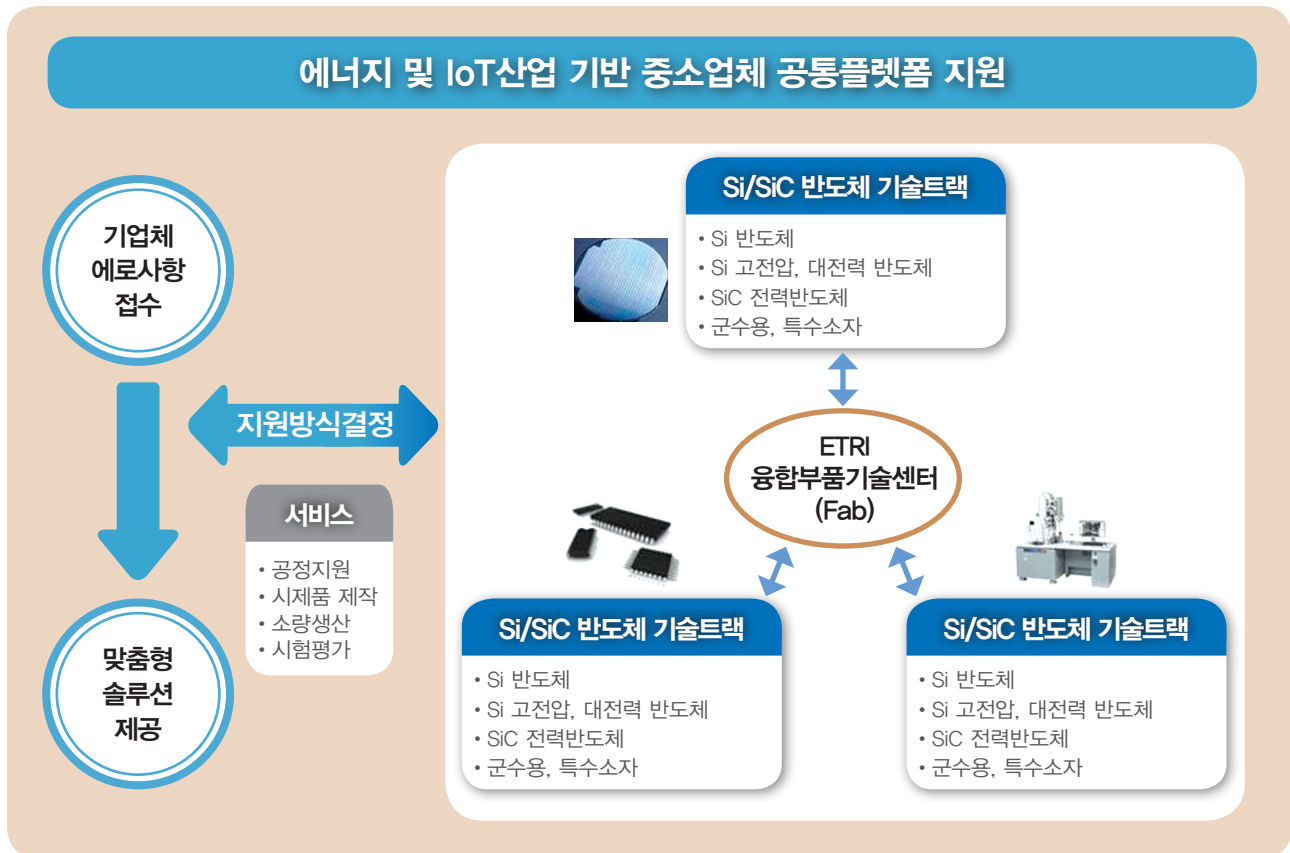 에너지 및 IoT산업 기반 중소업체 공통플렛폼 지원
기업체
에로사항
접수
지원방식결정
서비스
• 공정지원
• 시제품 제작
• 소량생산
• 시험평가
맞춤형
솔루션
제공
Si/SiC 반도체 기술트랙
• Si 반도체
• Si 고전압, 대전력 반도체
• SiC 전력반도체
• 군수용, 특수소자
ETRI
융합부품기술센터
(Fab)
Si/SiC 반도체 기술트랙
• Si 반도체
• Si 고전압, 대전력 반도체
• SiC 전력반도체
• 군수용, 특수소자
Si/SiC 반도체 기술트랙
• Si 반도체
• Si 고전압, 대전력 반도체
• SiC 전력반도체
• 군수용, 특수소자